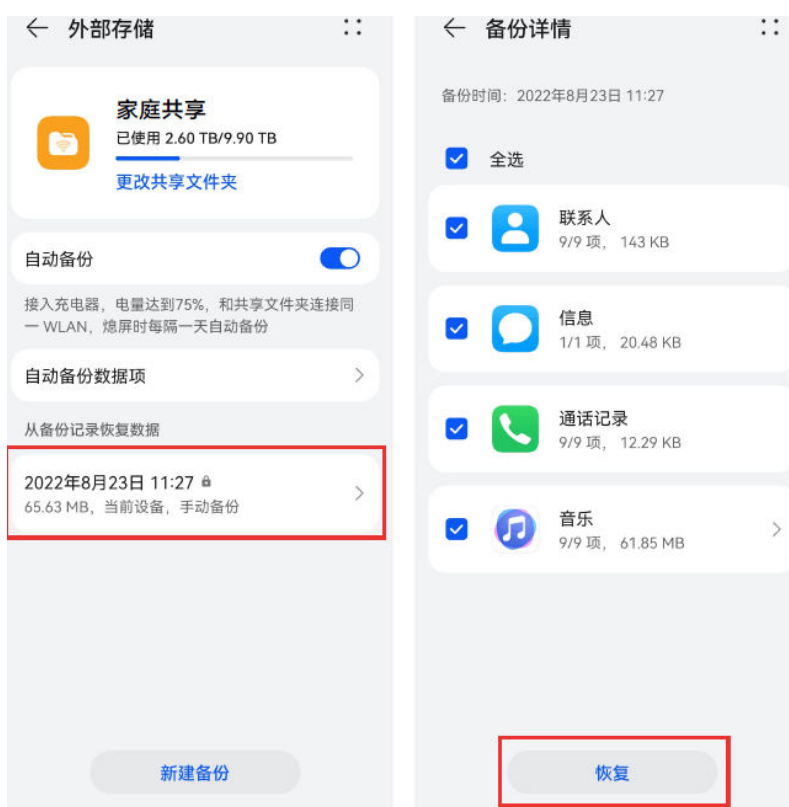 外部存储
家庭共享
已使用 2.60 TB/9.90 TB
更改共享文件夹
自动备份
接入充电器，电量达到75%，和共享文件夹连接同
一 WLAN，熄屏时每隔一天自动备份
自动备份数据项
从备份记录恢复数据
2022年8月23日 11:27
65.63 MB，当前设备，手动备份
新建备份
备份详情
备份时间：2022年8月23日 11:27
全选
联系人
9/9 项， 143 KB
信息
1/1 项， 20.48 KB
通话记录
9/9 项， 12.29 KB
音乐
9/9 项， 61.85 MB
恢复